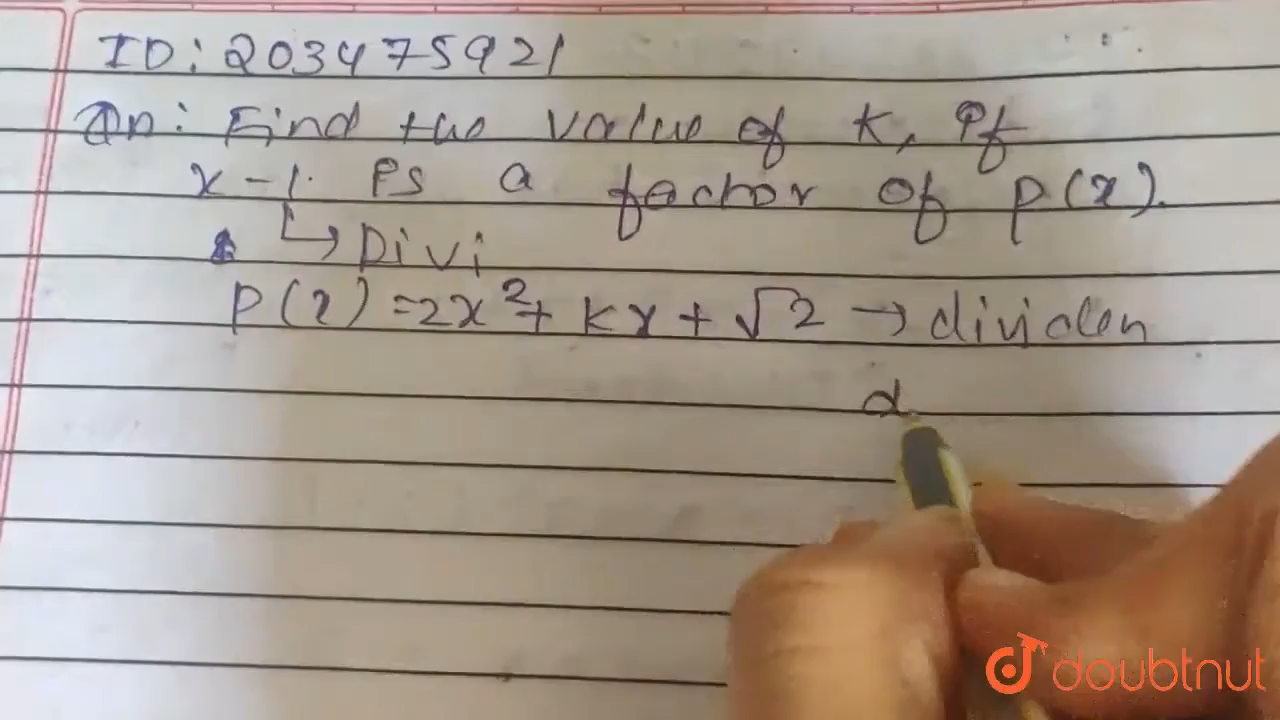 ID: 203475921
Qn: Find the value of k, if
x-1. is a factor of P(x).
↳ Divi
P(x) = 2x² + kx + √2 → dividen
d
doubtnut